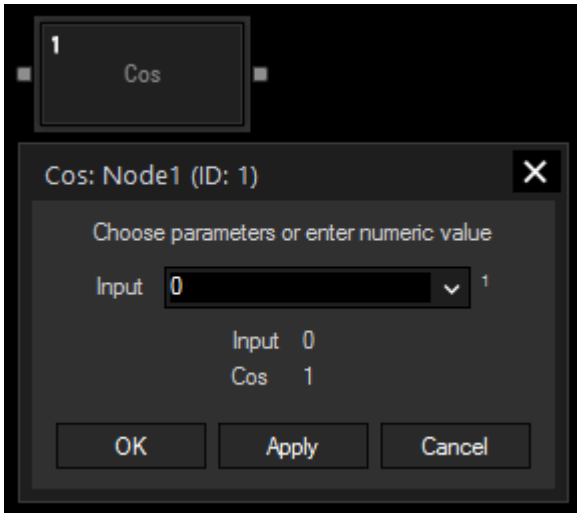 1
Cos
Cos: Node1 (ID: 1)
Choose parameters or enter numeric value
Input 0 1
Input 0
Cos 1
OK Apply Cancel